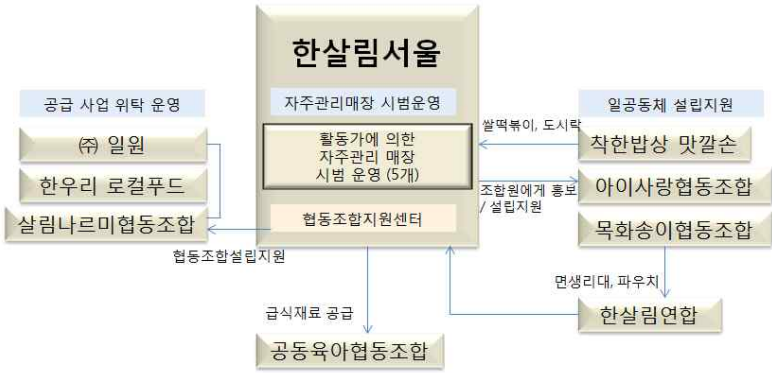 한살림서울
공급 사업 위탁 운영
자주관리매장 시범운영
일공동체 설립지원
쌀떡볶이, 도시락
㈜ 일원
활동가에 의한
자주관리 매장
시범 운영 (5개)
착한밥상 맛깔손
한우리 로컬푸드
아이사랑협동조합
조합원에게 홍보
/ 설립지원
살림나르미협동조합
협동조합지원센터
목화송이협동조합
협동조합설립지원
면생리대, 파우치
급식재료 공급
한살림연합
공동육아협동조합